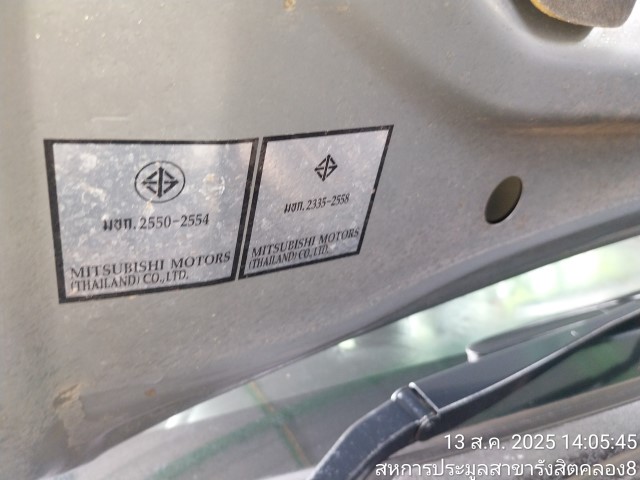 มอก. 2550-2554
MITSUBISHI MOTORS
(THAILAND) CO., LTD.
มอก. 2335-2558
MITSUBISHI MOTORS
(THAILAND) CO., LTD.
13 ส.ค. 2025 14:05:45
สหการประมูลสาขารังสิตคลอง8